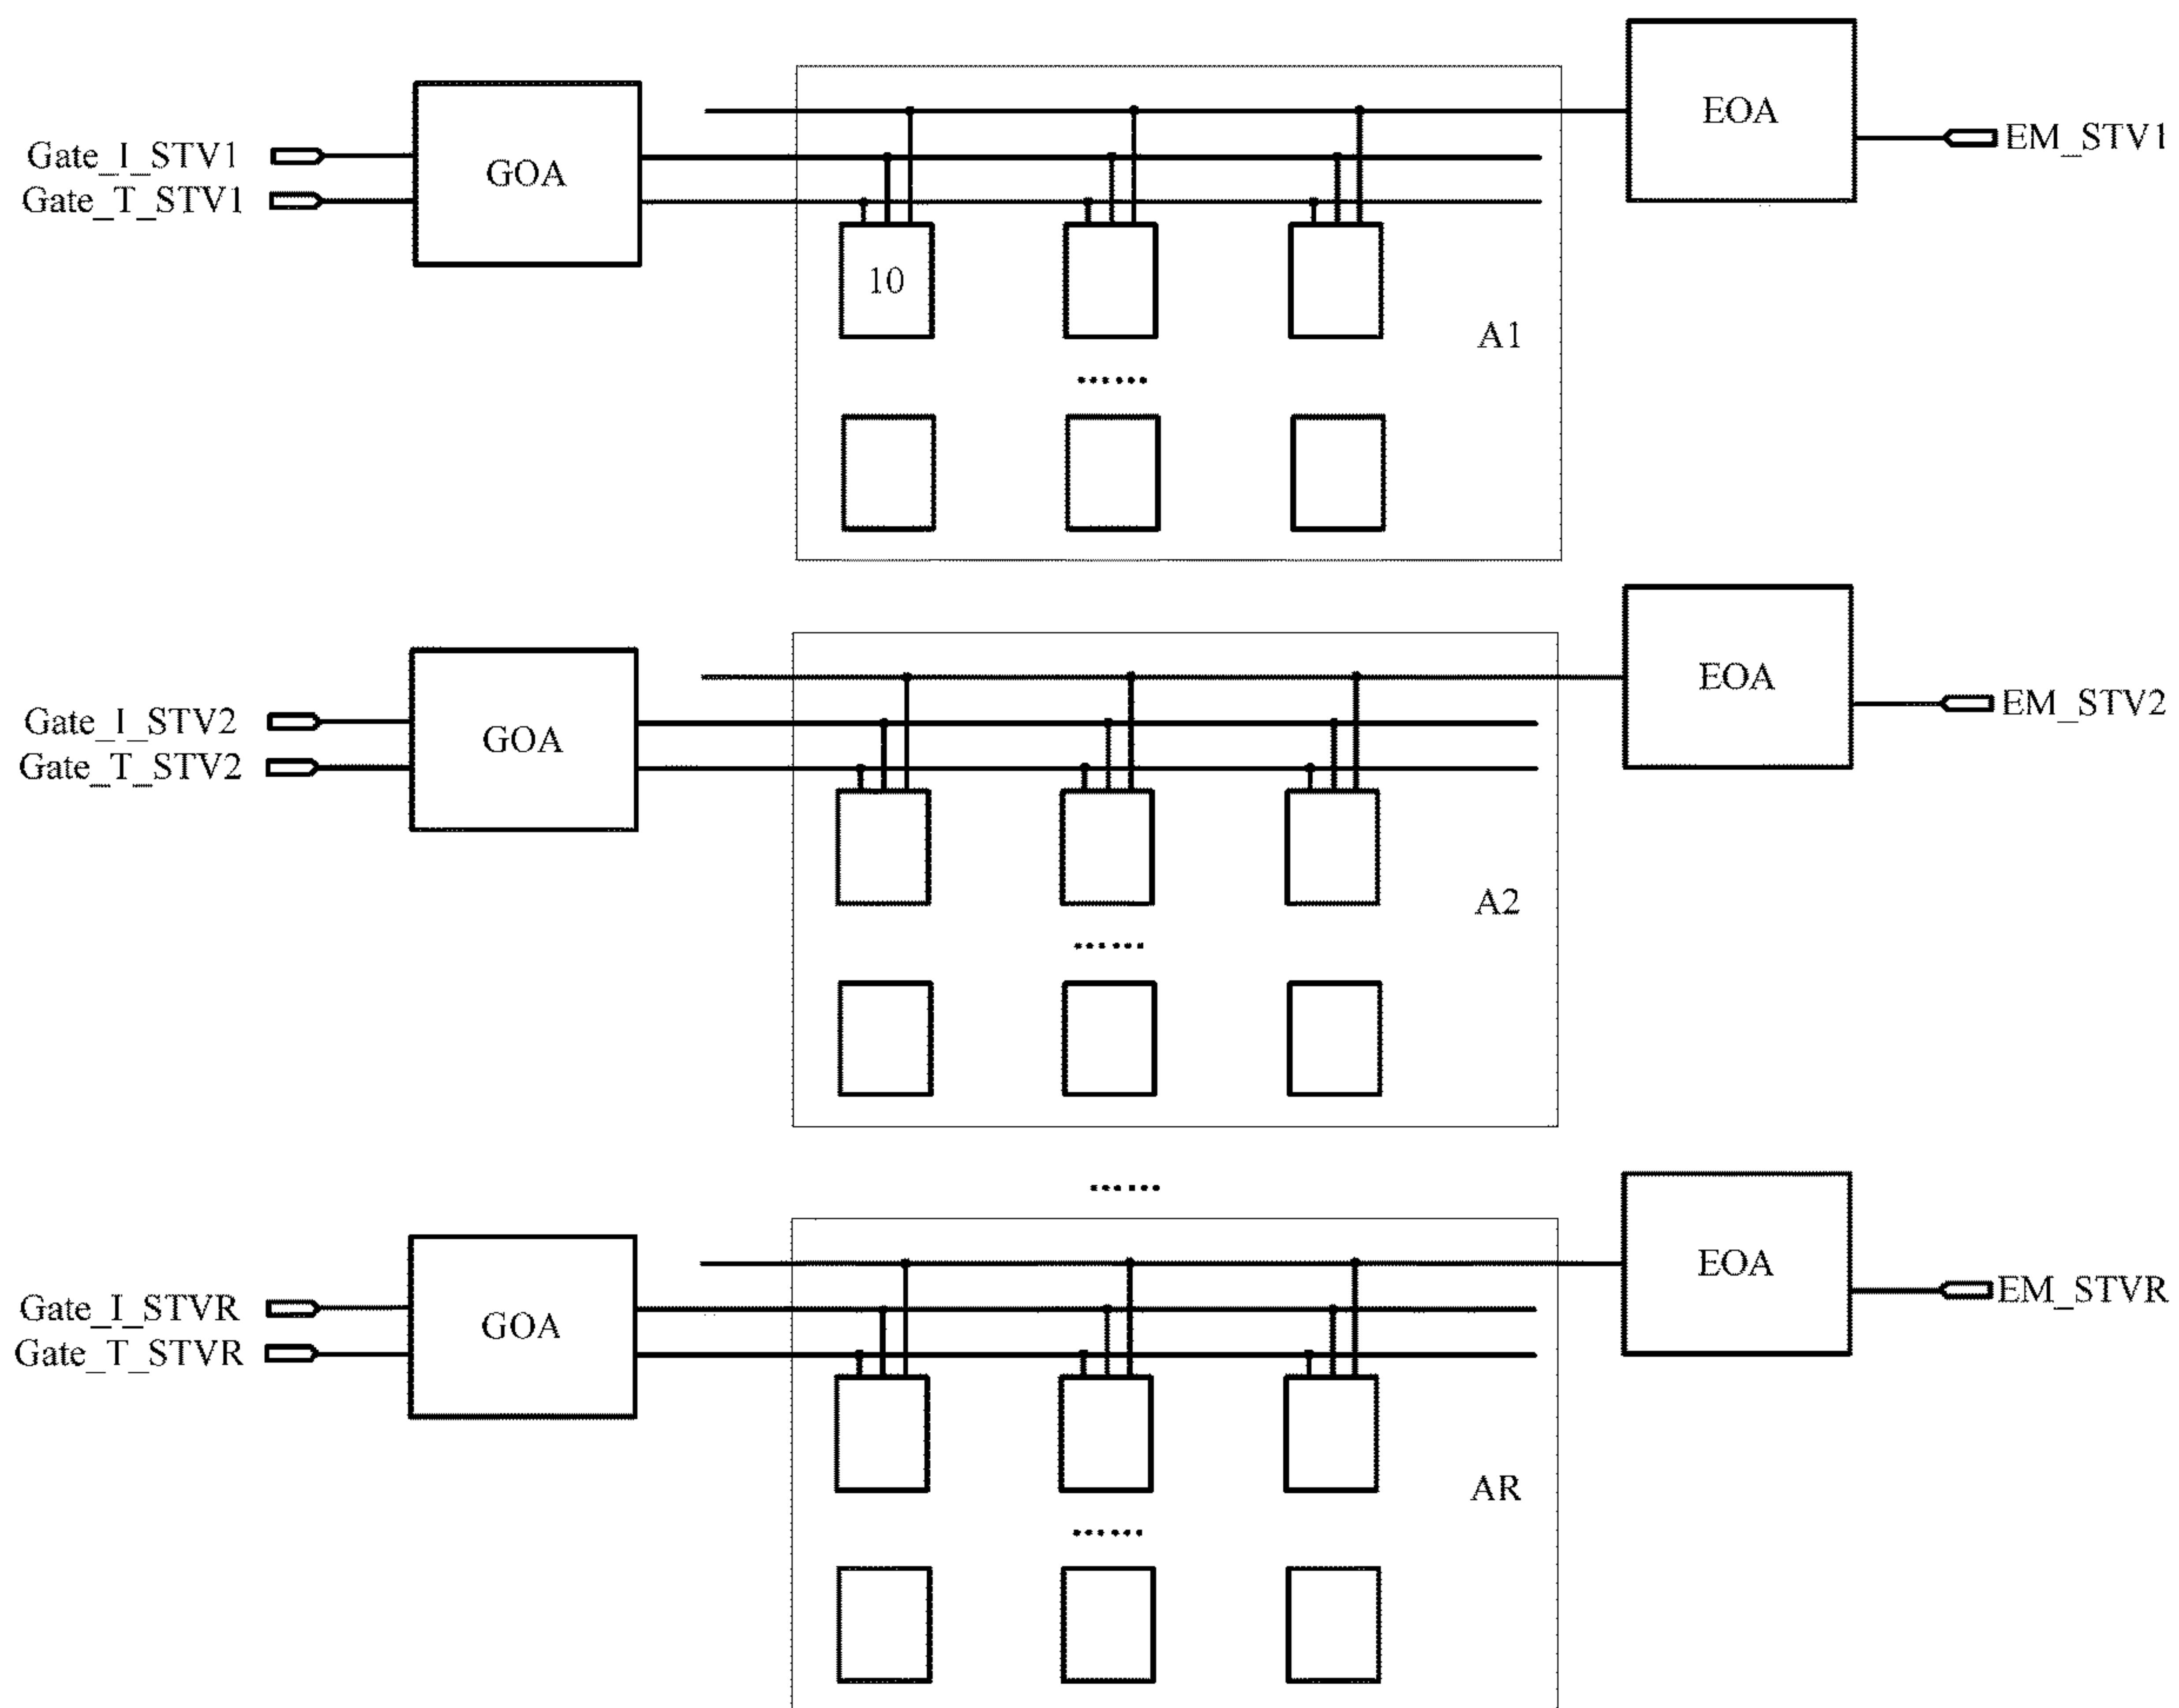 EOA
Gate_I_STV1
GOA
EM_STV1
Gate_T_STV1
10
A1
......
EOA
Gate_I_STV2
GOA
EM_STV2
Gate_T_STV2
A2
......
......
EOA
Gate_I_STVR
GOA
EM_STVR
Gate_T_STVR
AR
......